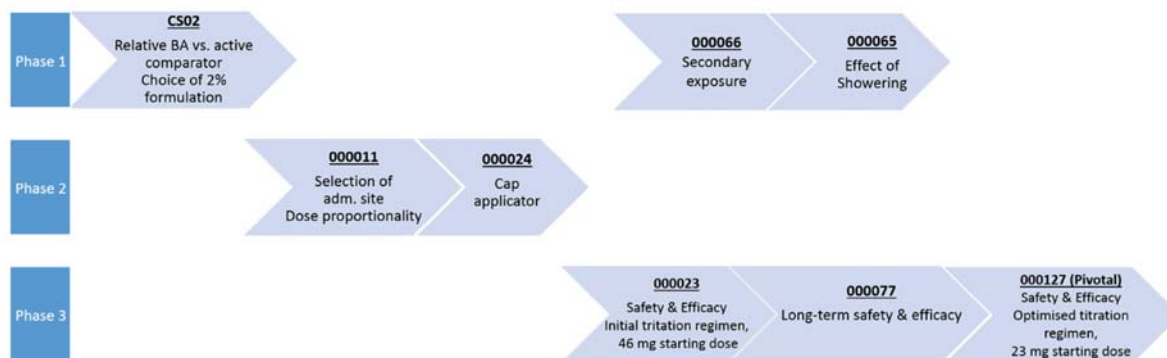 Phase 1
CS02
Relative BA vs. active
comparator
Choice of 2%
formulation
000066
Secondary
exposure
000065
Effect of
Showering
Phase 2
000011
Selection of
adm. site
Dose proportionality
000024
Cap
applicator
Phase 3
000023
Safety & Efficacy
Initial tritation regimen,
46 mg starting dose
000077
Long-term safety & efficacy
000127 (Pivotal)
Safety & Efficacy
Optimised titration
regimen,
23 mg starting dose